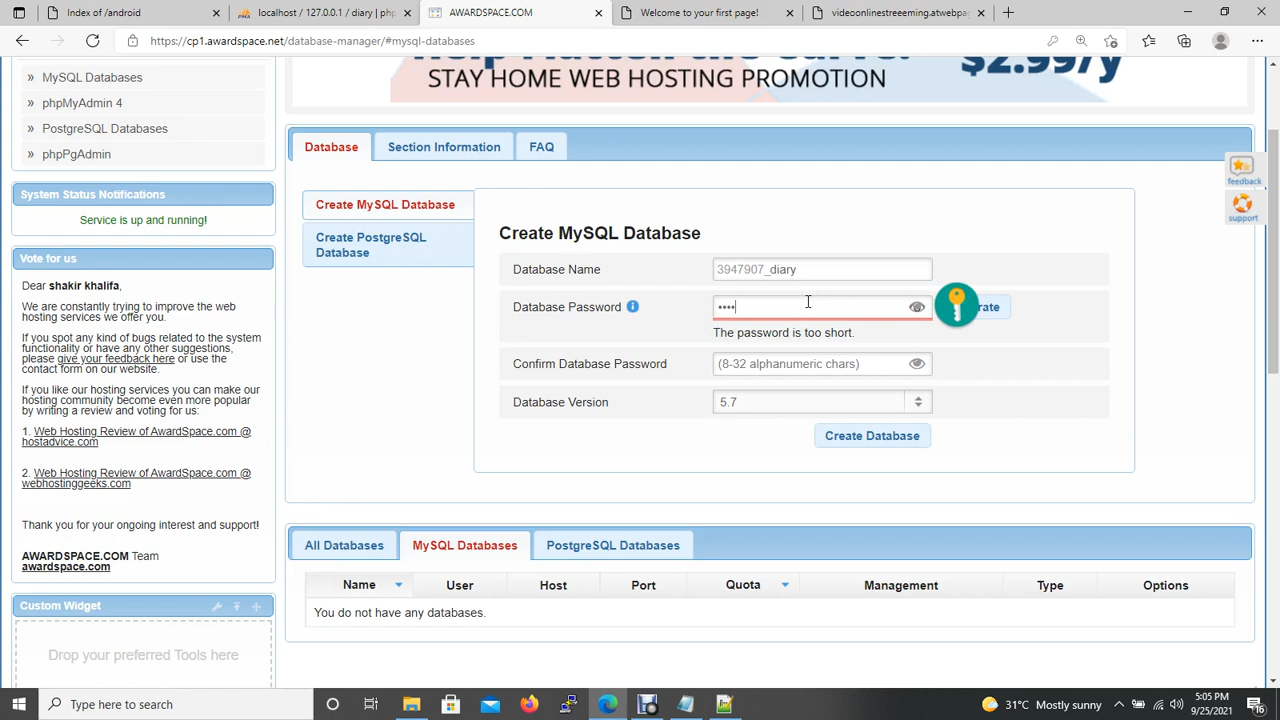 Index of /android
localhost / 127.0.0.1 / diary | ph
AWARDSPACE.COM
Welcome to your first page!
videoonlinestreeeming.atwebpa
https://cp1.awardspace.net/database-manager/#mysql-databases
STAY HOME WEB HOSTING PROMOTION
$2.99/y
» MySQL Databases
» phpMyAdmin 4
» PostgreSQL Databases
» phpPgAdmin
System Status Notifications
Service is up and running!
Vote for us
Dear shakir khalifa,
We are constantly trying to improve the web
hosting services we offer you.
If you spot any kind of bugs related to the system
functionality or have any other suggestions,
please give your feedback here or use the
contact form on our website.
If you like our hosting services you can make our
hosting community become even more popular
by writing a review and voting for us:
1. Web Hosting Review of AwardSpace.com @
hostadvice.com
2. Web Hosting Review of AwardSpace.com @
webhostinggeeks.com
Thank you for your ongoing interest and support!
AWARDSPACE.COM Team
awardspace.com
Custom Widget
Drop your preferred Tools here
Database
Section Information
FAQ
Create MySQL Database
Create PostgreSQL
Database
Create MySQL Database
Database Name
3947907_diary
Database Password
••••
rate
The password is too short.
Confirm Database Password
(8-32 alphanumeric chars)
Database Version
5.7
Create Database
feedback
support
All Databases
MySQL Databases
PostgreSQL Databases
Name
User
Host
Port
Quota
Management
Type
Options
You do not have any databases.
Type here to search
31°C Mostly sunny
5:05 PM
9/25/2021
16